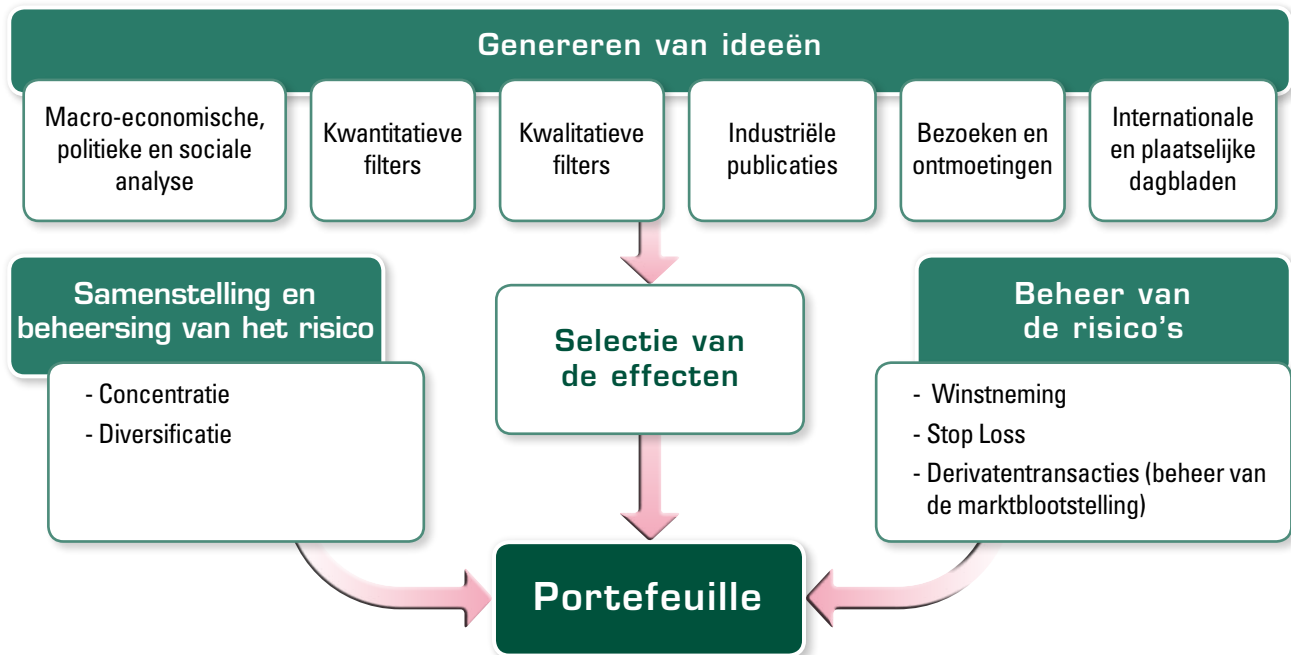 Genereren van ideeën
Macro-economische,
politieke en sociale
analyse
Kwantitatieve
filters
Kwalitatieve
filters
Industriële
publicaties
Bezoeken en
ontmoetingen
Internationale
en plaatselijke
dagbladen
Samenstelling en
beheersing van het risico
- Concentratie
- Diversificatie
Selectie van
de effecten
Beheer van
de risico's
- Winstneming
- Stop Loss
- Derivatentransacties (beheer van
de marktblootstelling)
Portefeuille